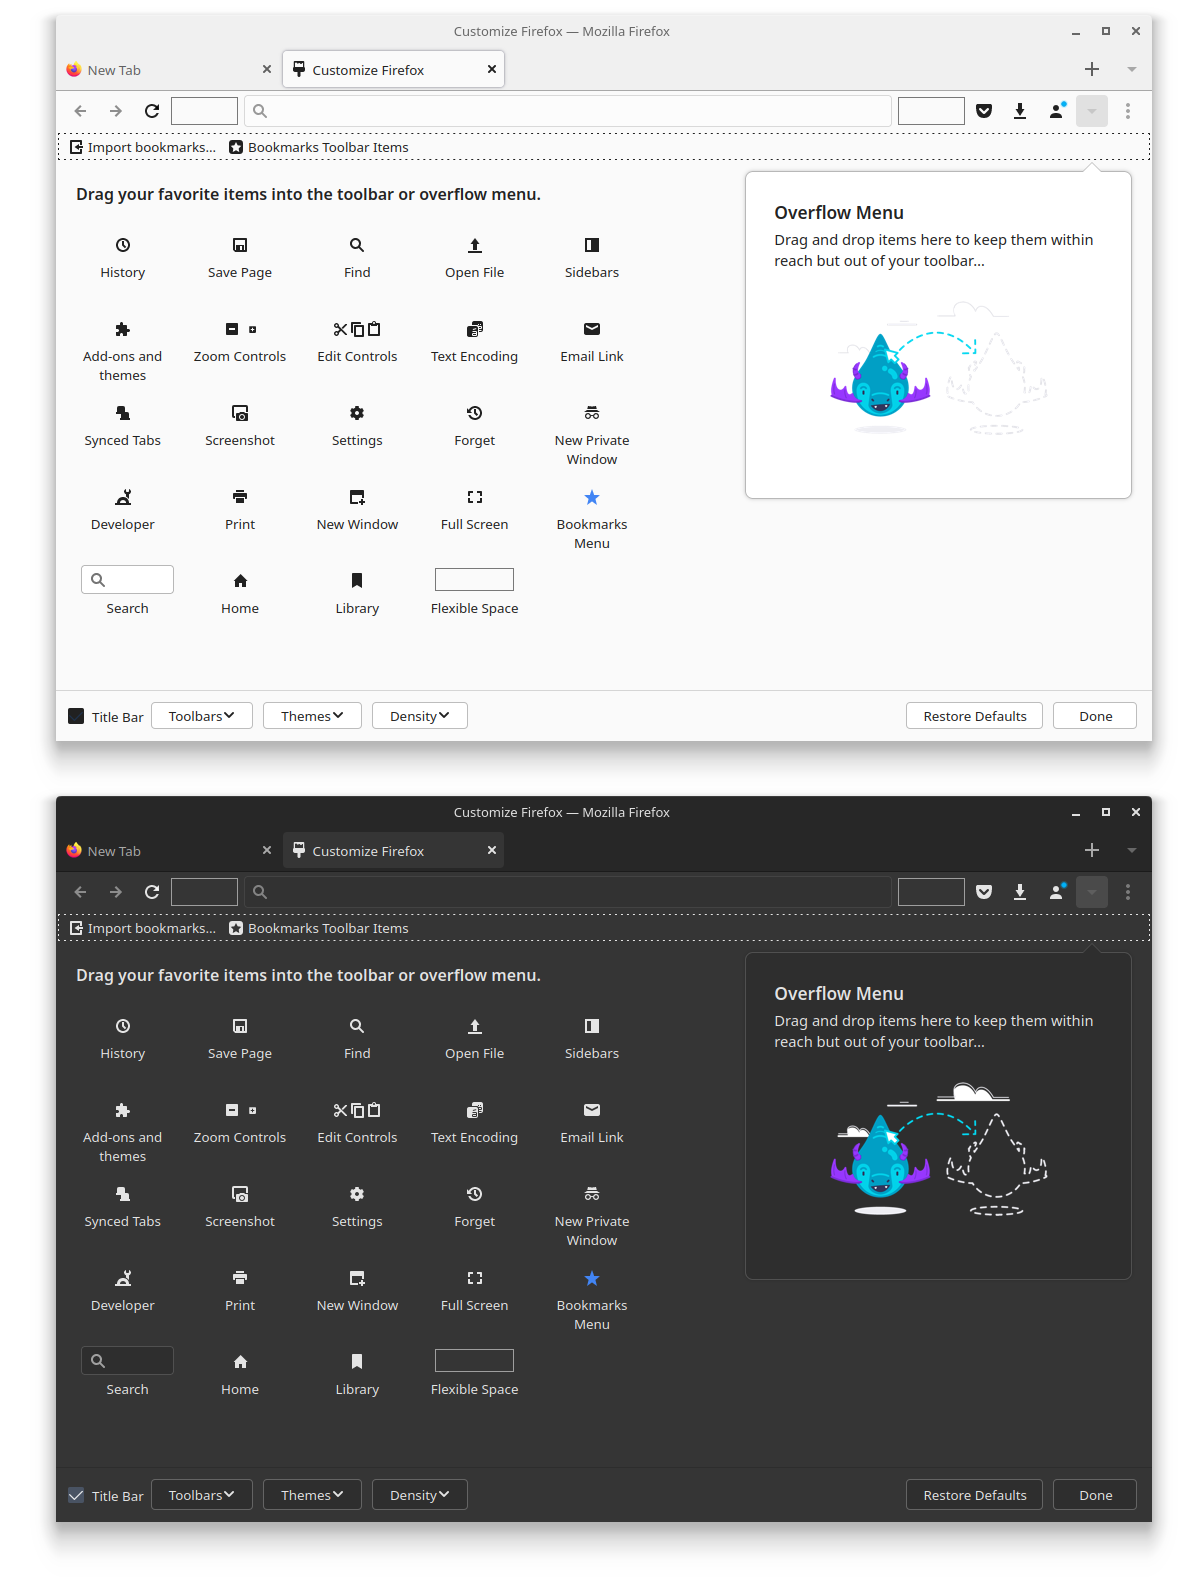 Customize Firefox — Mozilla Firefox
New Tab
Customize Firefox
Import bookmarks...
Bookmarks Toolbar Items
Drag your favorite items into the toolbar or overflow menu.
History
Save Page
Find
Open File
Sidebars
Add-ons and
themes
Zoom Controls
Edit Controls
Text Encoding
Email Link
Synced Tabs
Screenshot
Settings
Forget
New Private
Window
Developer
Print
New Window
Full Screen
Bookmarks
Menu
Search
Home
Library
Flexible Space
Overflow Menu
Drag and drop items here to keep them within
reach but out of your toolbar...
Title Bar
Toolbars
Themes
Density
Restore Defaults
Done
Customize Firefox — Mozilla Firefox
New Tab
Customize Firefox
Import bookmarks...
Bookmarks Toolbar Items
Drag your favorite items into the toolbar or overflow menu.
History
Save Page
Find
Open File
Sidebars
Add-ons and
themes
Zoom Controls
Edit Controls
Text Encoding
Email Link
Synced Tabs
Screenshot
Settings
Forget
New Private
Window
Developer
Print
New Window
Full Screen
Bookmarks
Menu
Search
Home
Library
Flexible Space
Overflow Menu
Drag and drop items here to keep them within
reach but out of your toolbar...
Title Bar
Toolbars
Themes
Density
Restore Defaults
Done